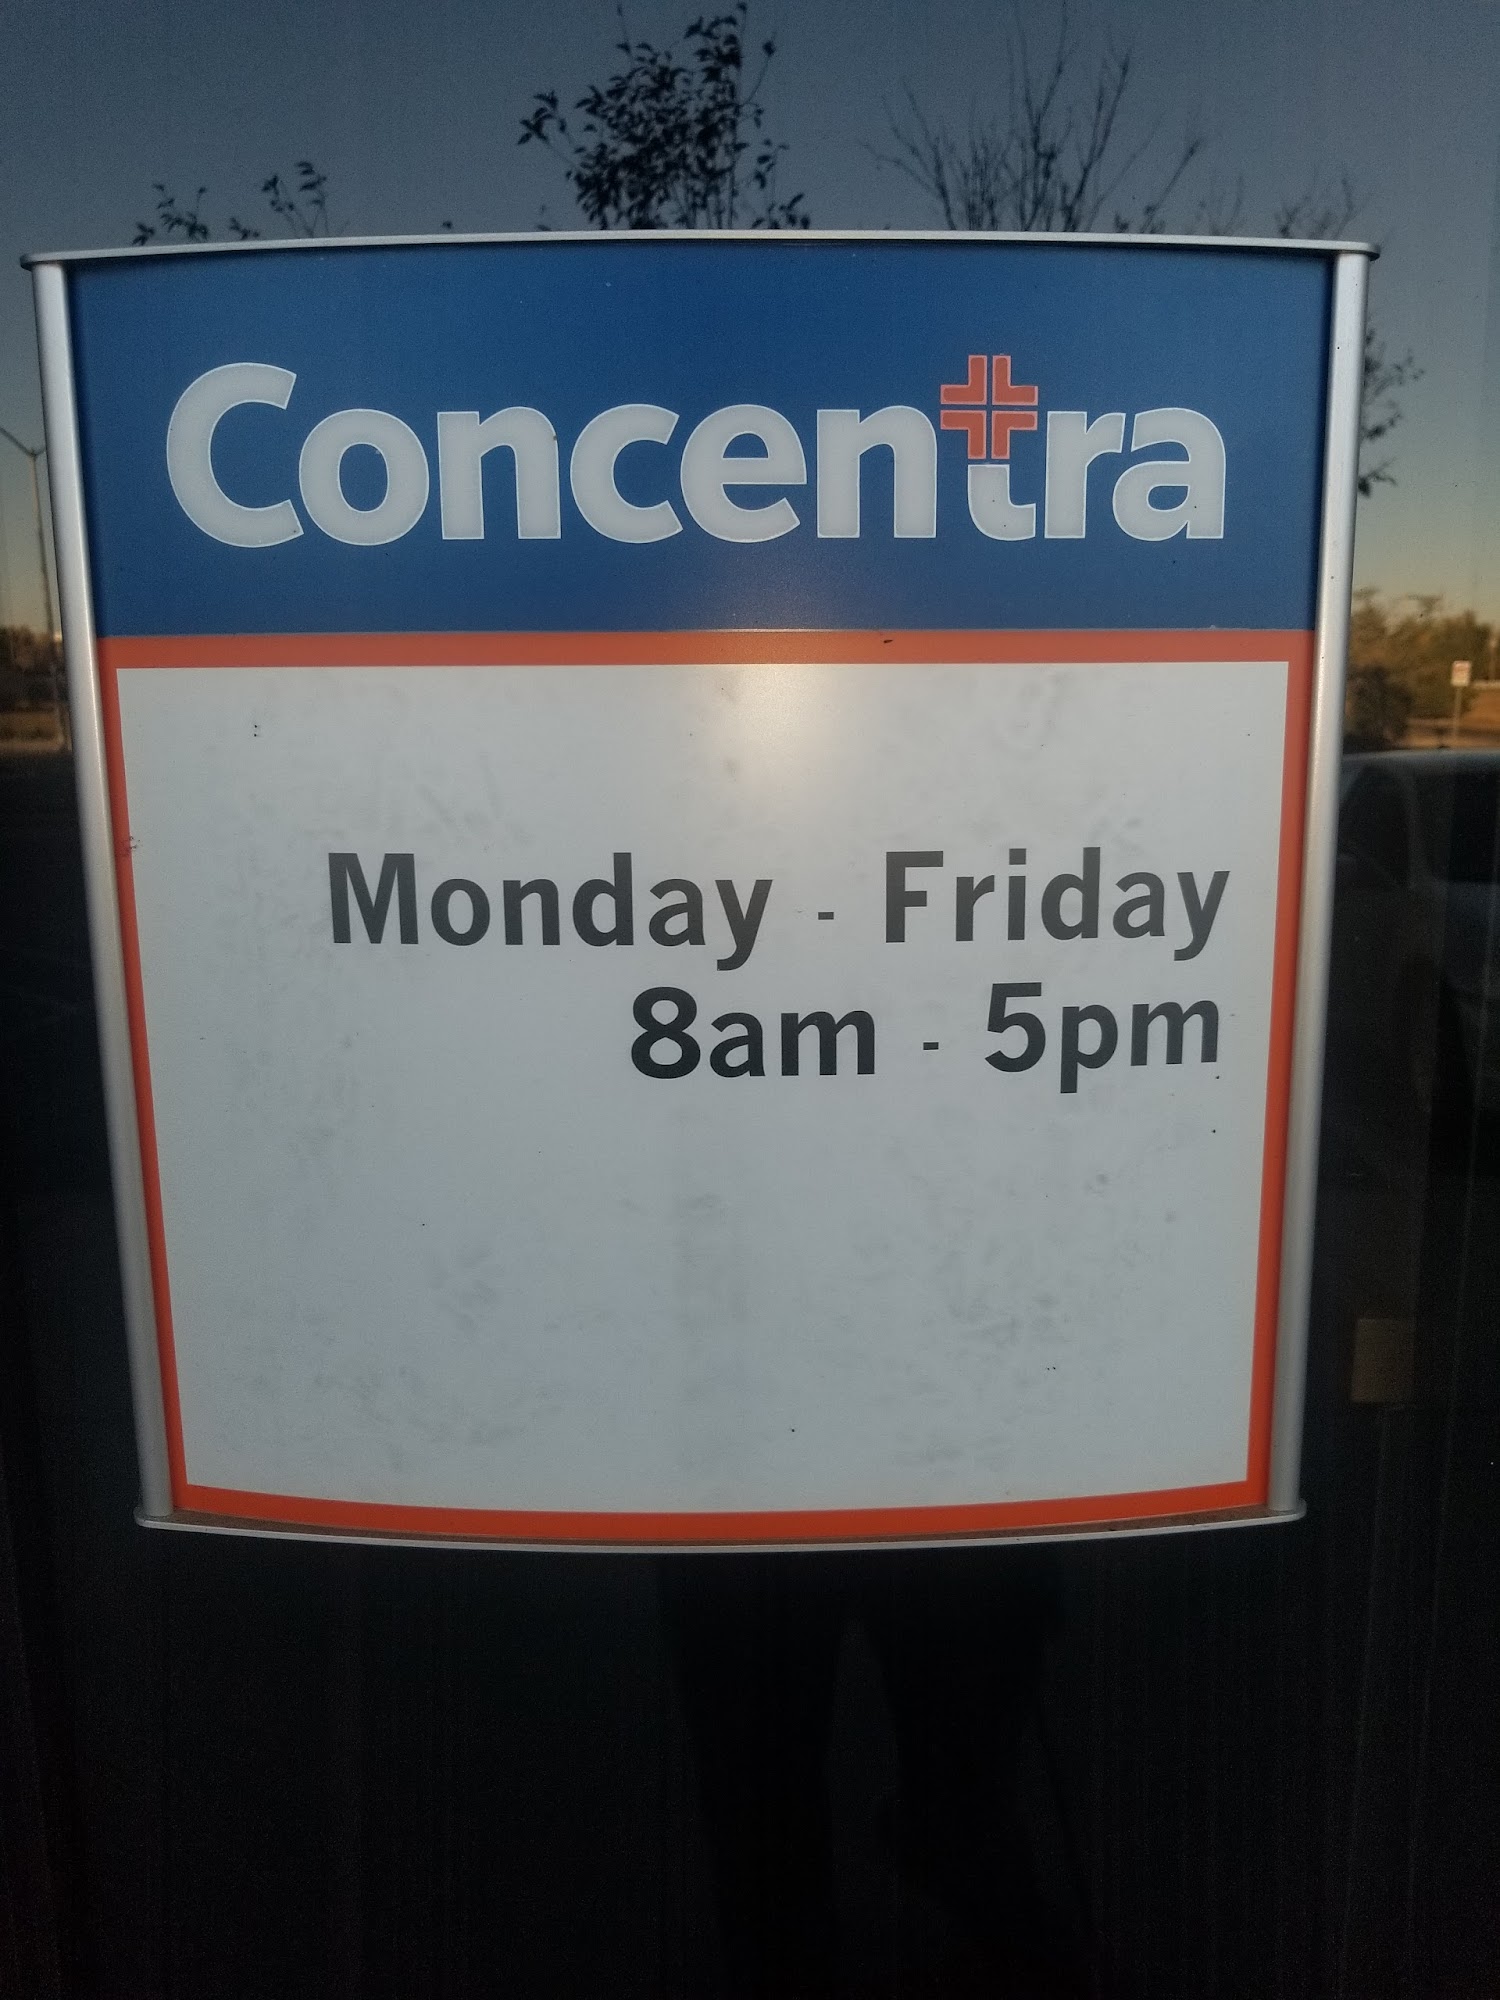 Concentra
Monday - Friday
8am - 5pm